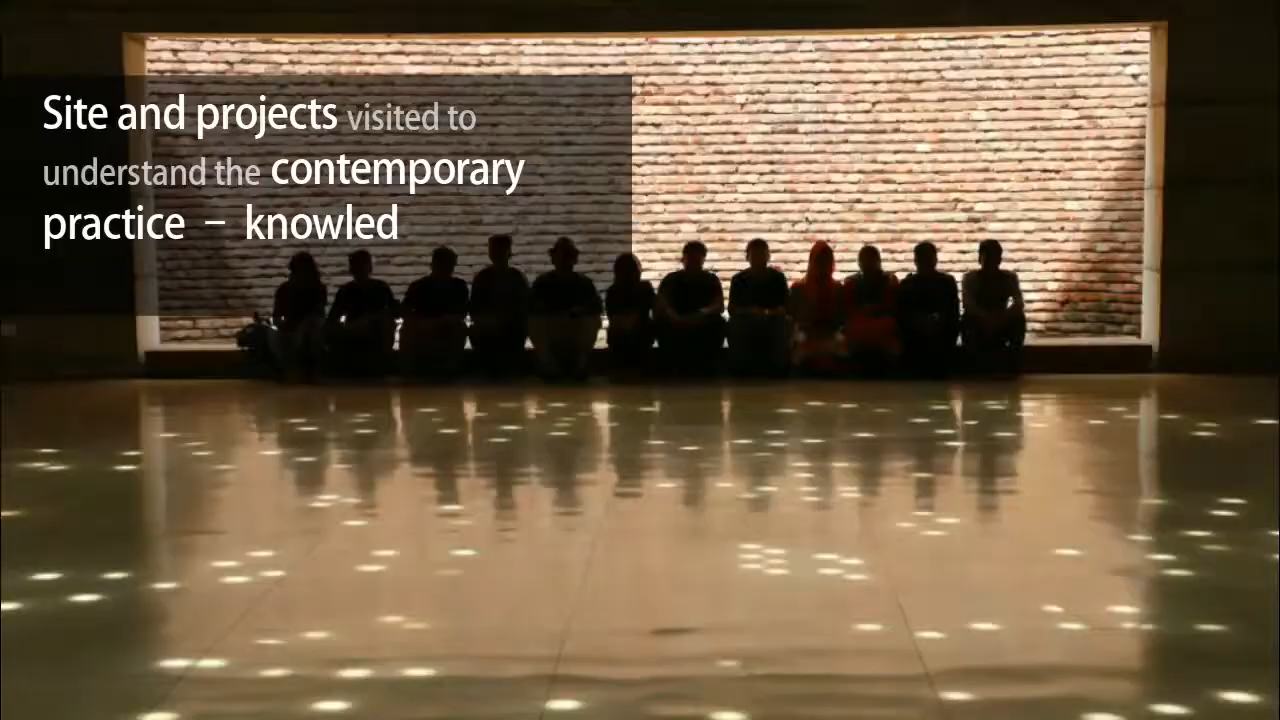 Site and projects visited to
understand the contemporary
practice – knowled